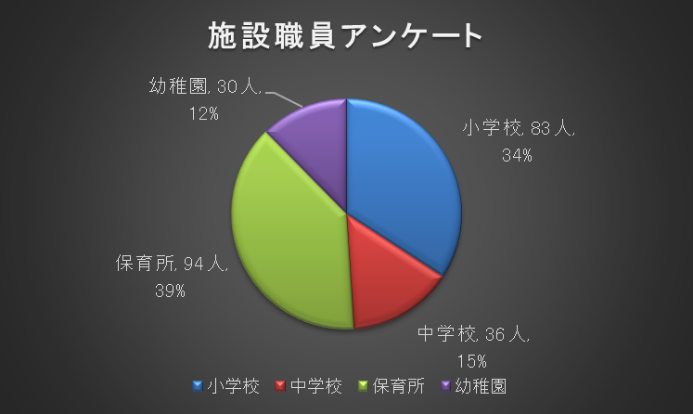 施設職員アンケート
幼稚園, 30人,
12%
小学校, 83人,
34%
保育所, 94人,
39%
中学校, 36人,
15%
小学校 中学校 保育所 幼稚園